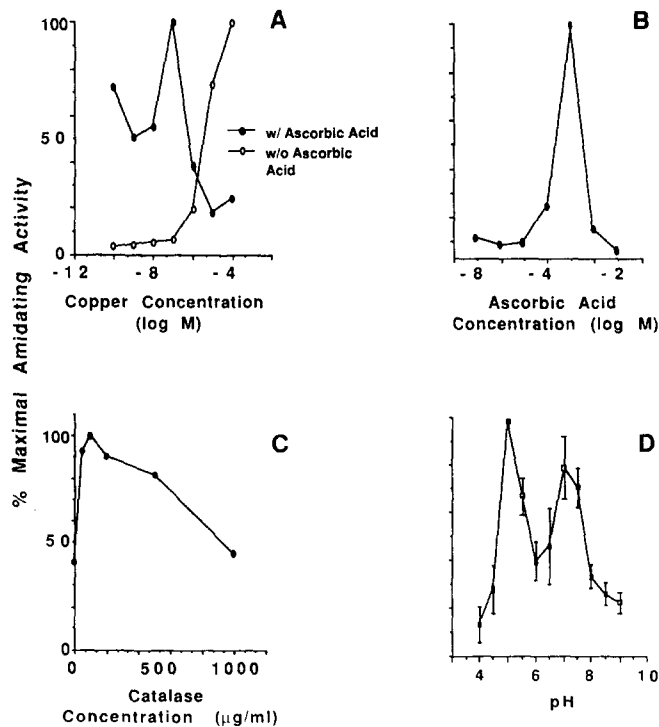 % Maximal Amidating Activity
A
100
50
0
-12 -8 -4
Copper Concentration
(log M)
w/ Ascorbic Acid
w/o Ascorbic
Acid
B
-8 -4 -2
Ascorbic Acid
Concentration (log M)
C
100
50
0
0 500 1000
Catalase
Concentration (μg/ml)
D
4 6 8 10
pH